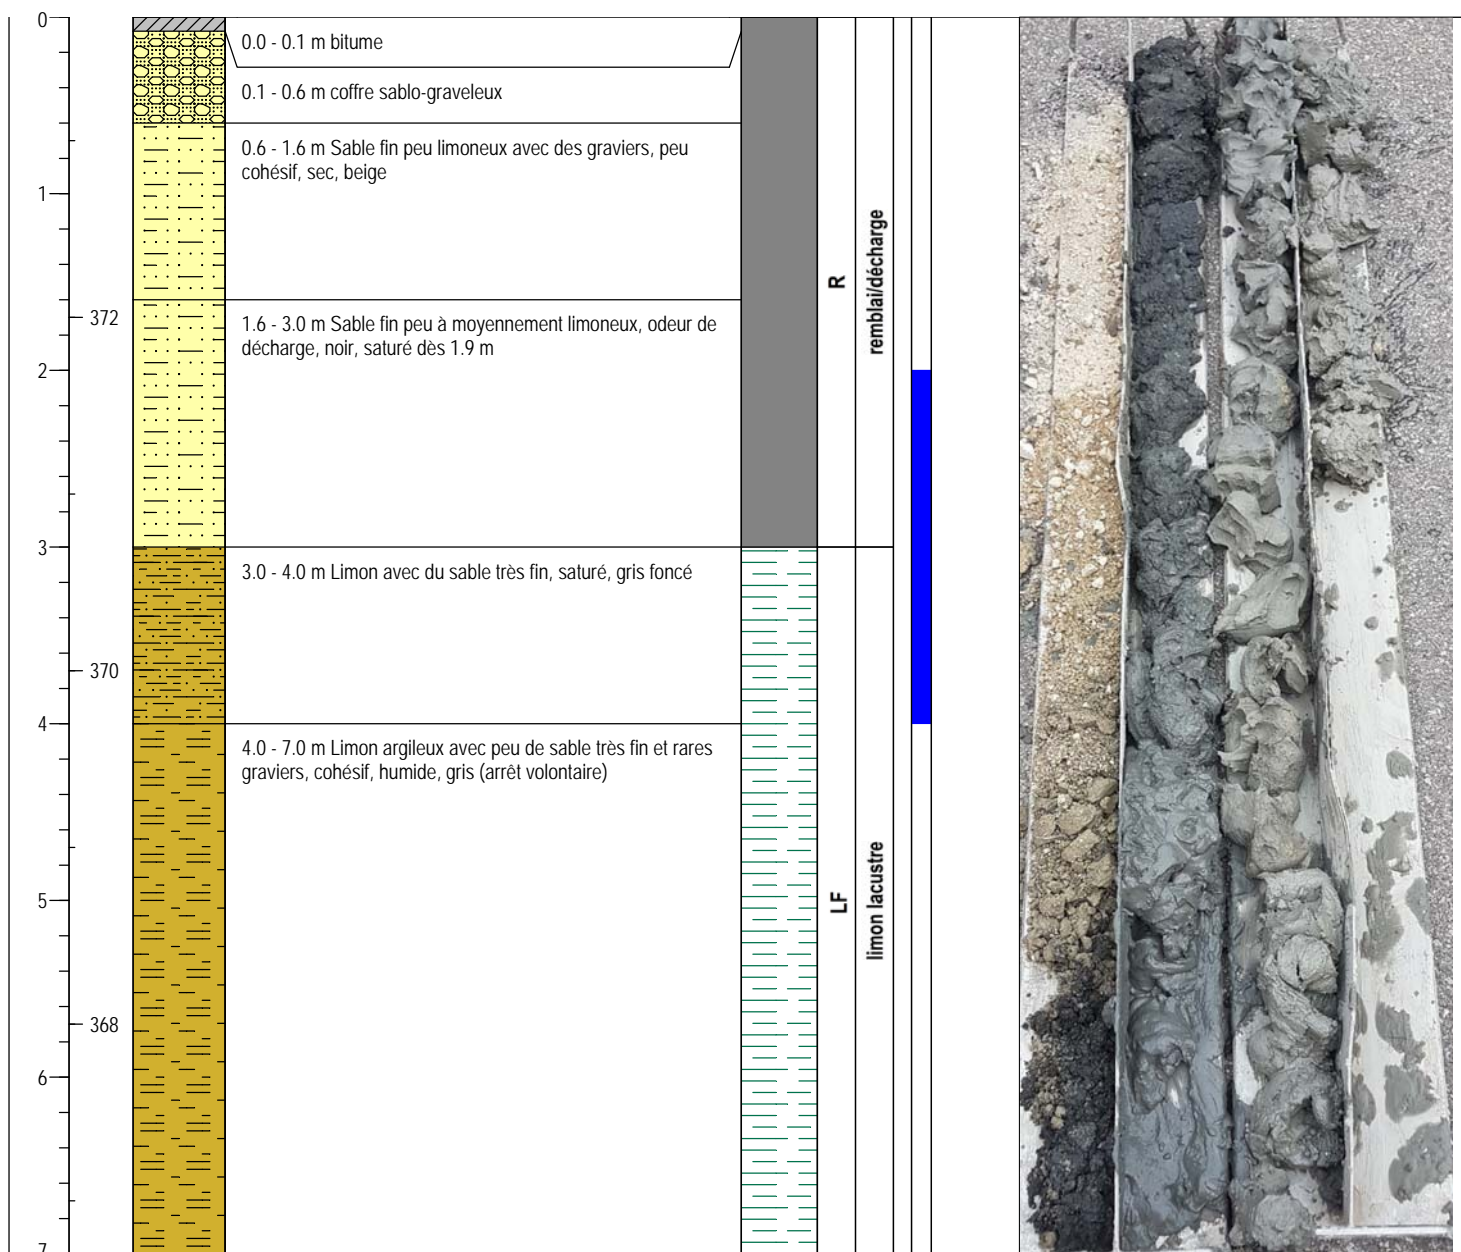 0
0.0 - 0.1 m bitume
0.1 - 0.6 m coffre sablo-graveleux
0.6 - 1.6 m Sable fin peu limoneux avec des graviers, peu
cohésif, sec, beige
1
R
remblai/décharge
372
1.6 - 3.0 m Sable fin peu à moyennement limoneux, odeur de
décharge, noir, saturé dès 1.9 m
2
3
3.0 - 4.0 m Limon avec du sable très fin, saturé, gris foncé
370
4
4.0 - 7.0 m Limon argileux avec peu de sable très fin et rares
graviers, cohésif, humide, gris (arrêt volontaire)
5
LF
limon lacustre
368
6
7